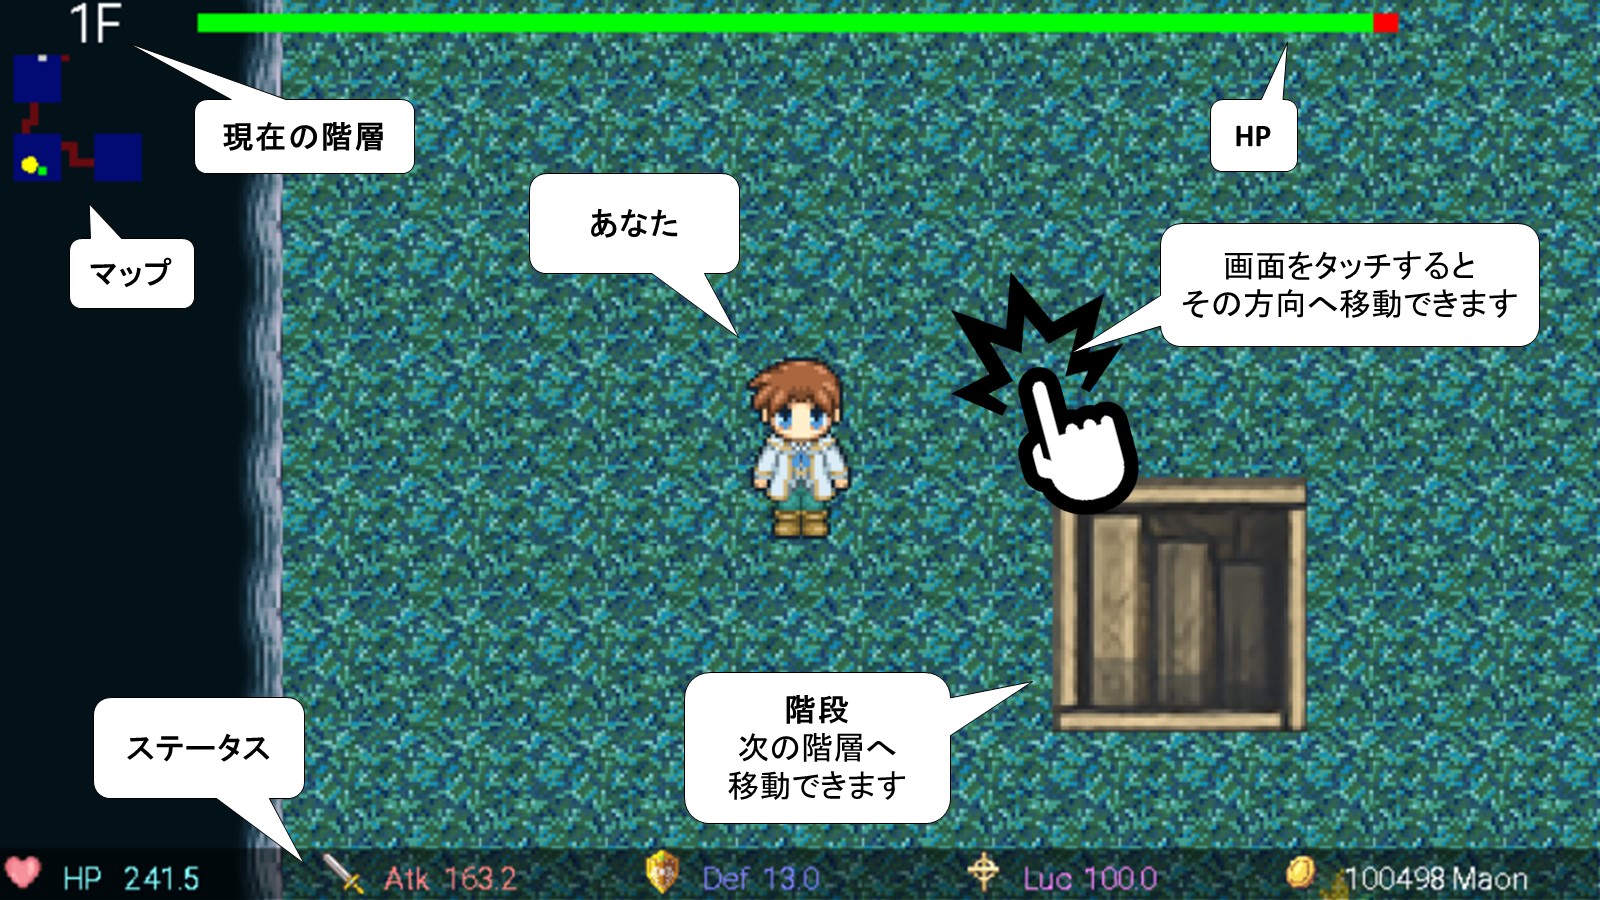 1F
現在の階層
HP
あなた
マップ
画面をタッチすると
その方向へ移動できます
階段
次の階層へ
移動できます
ステータス
HP 241.5 Atk 163.2 Def 13.0 Luc 100.0 100498 Maon